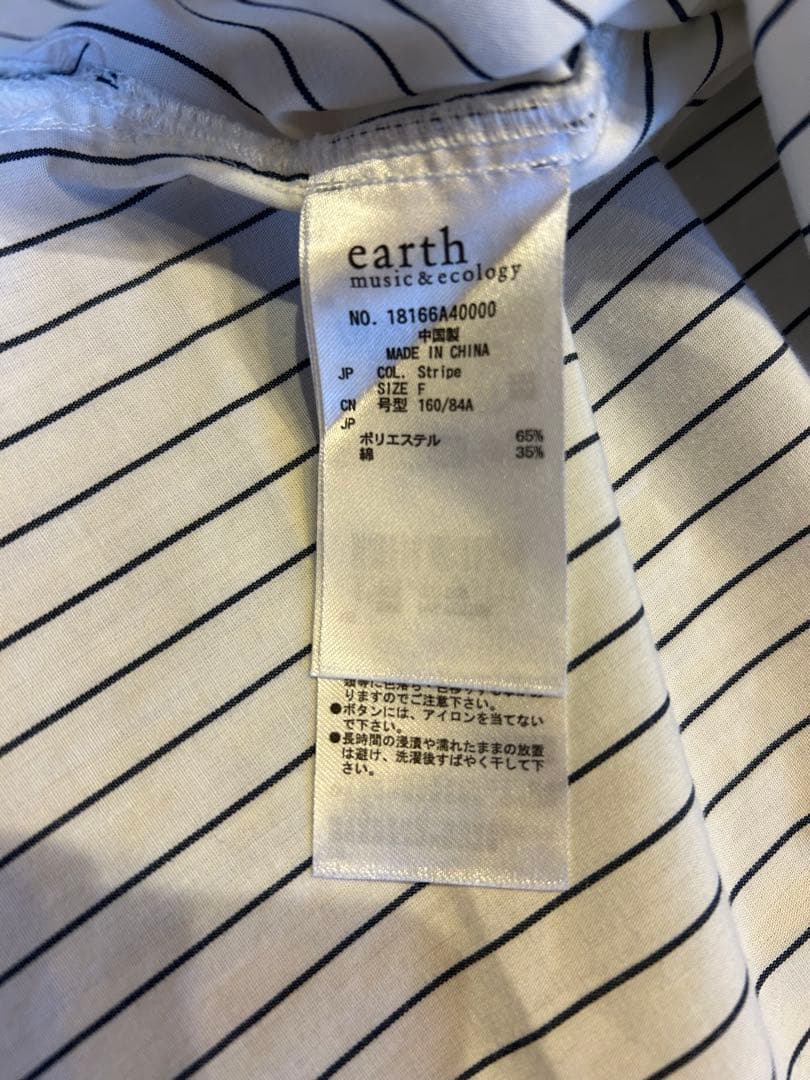 earth
music & ecology
NO. 18166A40000
中国製
MADE IN CHINA
JP COL. Stripe
SIZE F
CN 号型 160/84A
JP
ポリエステル 65%
綿 35%
りますのでご注意下さい。
●ボタンには、アイロンを当てない
で下さい。
●長時間の浸漬や濡れたままの放置
は避け、洗濯後すばやく干して下
さい。